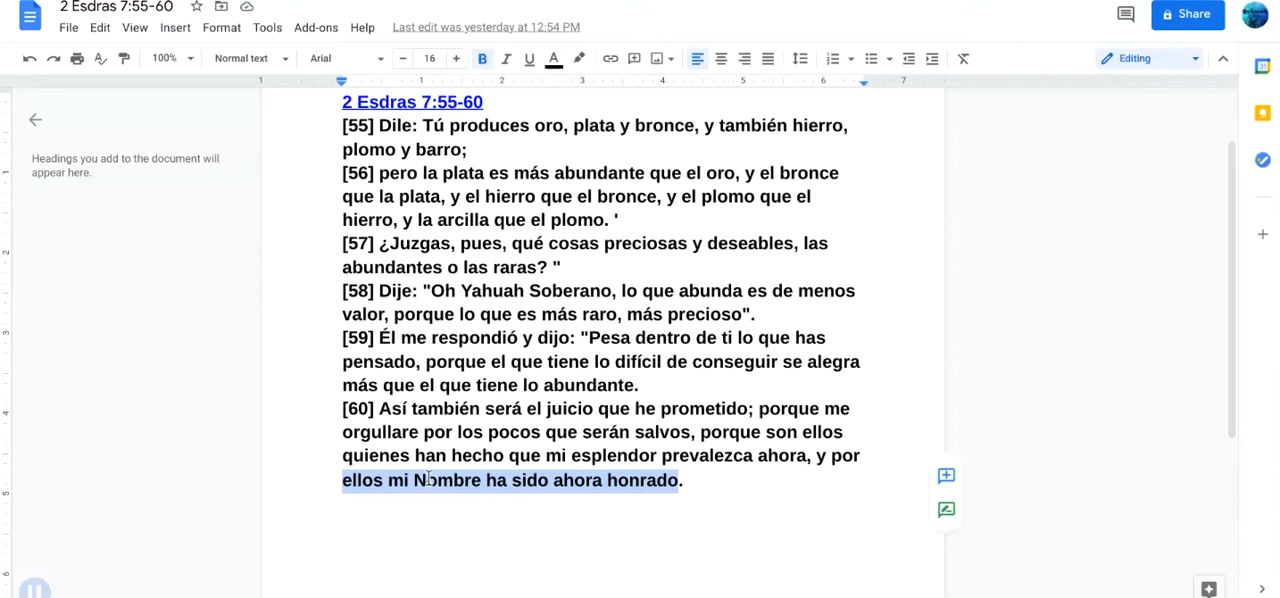 2 Esdras 7:55-60
File Edit View Insert Format Tools Add-ons Help Last edit was yesterday at 12:54 PM
Share
100% Normal text Arial − 16 + B I U A Editing
1 1 2 3 4 5 6 7
Headings you add to the document will
appear here.
2 Esdras 7:55-60
[55] Dile: Tú produces oro, plata y bronce, y también hierro,
plomo y barro;
[56] pero la plata es más abundante que el oro, y el bronce
que la plata, y el hierro que el bronce, y el plomo que el
hierro, y la arcilla que el plomo. '
[57] ¿Juzgas, pues, qué cosas preciosas y deseables, las
abundantes o las raras? "
[58] Dije: "Oh Yahuah Soberano, lo que abunda es de menos
valor, porque lo que es más raro, más precioso".
[59] Él me respondió y dijo: "Pesa dentro de ti lo que has
pensado, porque el que tiene lo difícil de conseguir se alegra
más que el que tiene lo abundante.
[60] Así también será el juicio que he prometido; porque me
orgullare por los pocos que serán salvos, porque son ellos
quienes han hecho que mi esplendor prevalezca ahora, y por
ellos mi Nombre ha sido ahora honrado.